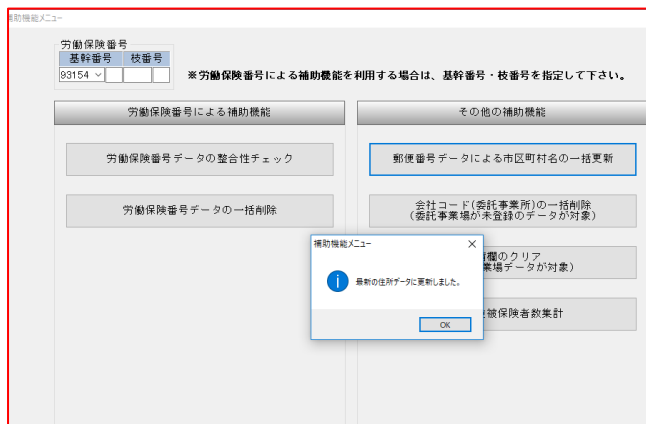 補助機能メニュー
労働保険番号
基幹番号 枝番号
93154
※労働保険番号による補助機能を利用する場合は、基幹番号・枝番号を指定して下さい。
労働保険番号による補助機能
その他の補助機能
労働保険番号データの整合性チェック
郵便番号データによる市区町村名の一括更新
労働保険番号データの一括削除
会社コード(委託事業所)の一括削除
(委託事業場が未登録のデータが対象)
補助機能メニュー
欄のクリア
業場データが対象)
最新の住所データに更新しました。
被保険者数集計
OK